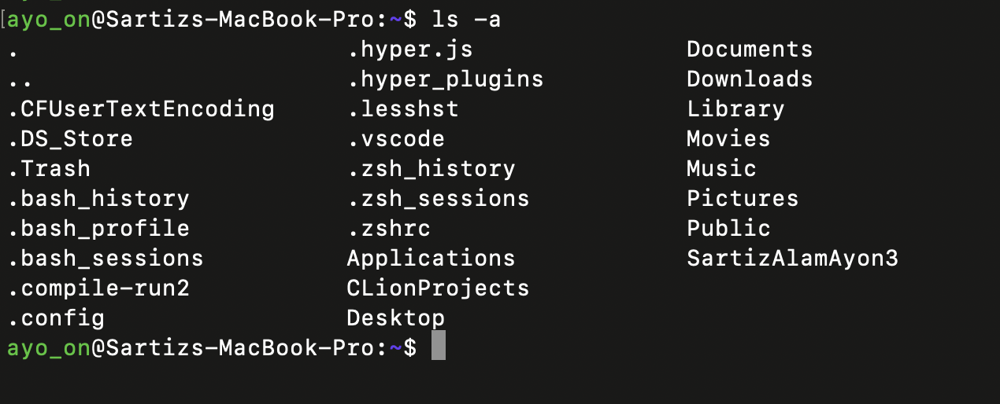 ayo_on@Sartizs-MacBook-Pro:~$ ls -a
. .hyper.js Documents
.. .hyper_plugins Downloads
.CFUserTextEncoding .lesshst Library
.DS_Store .vscode Movies
.Trash .zsh_history Music
.bash_history .zsh_sessions Pictures
.bash_profile .zshrc Public
.bash_sessions Applications SartizAlamAyon3
.compile-run2 CLionProjects
.config Desktop
ayo_on@Sartizs-MacBook-Pro:~$